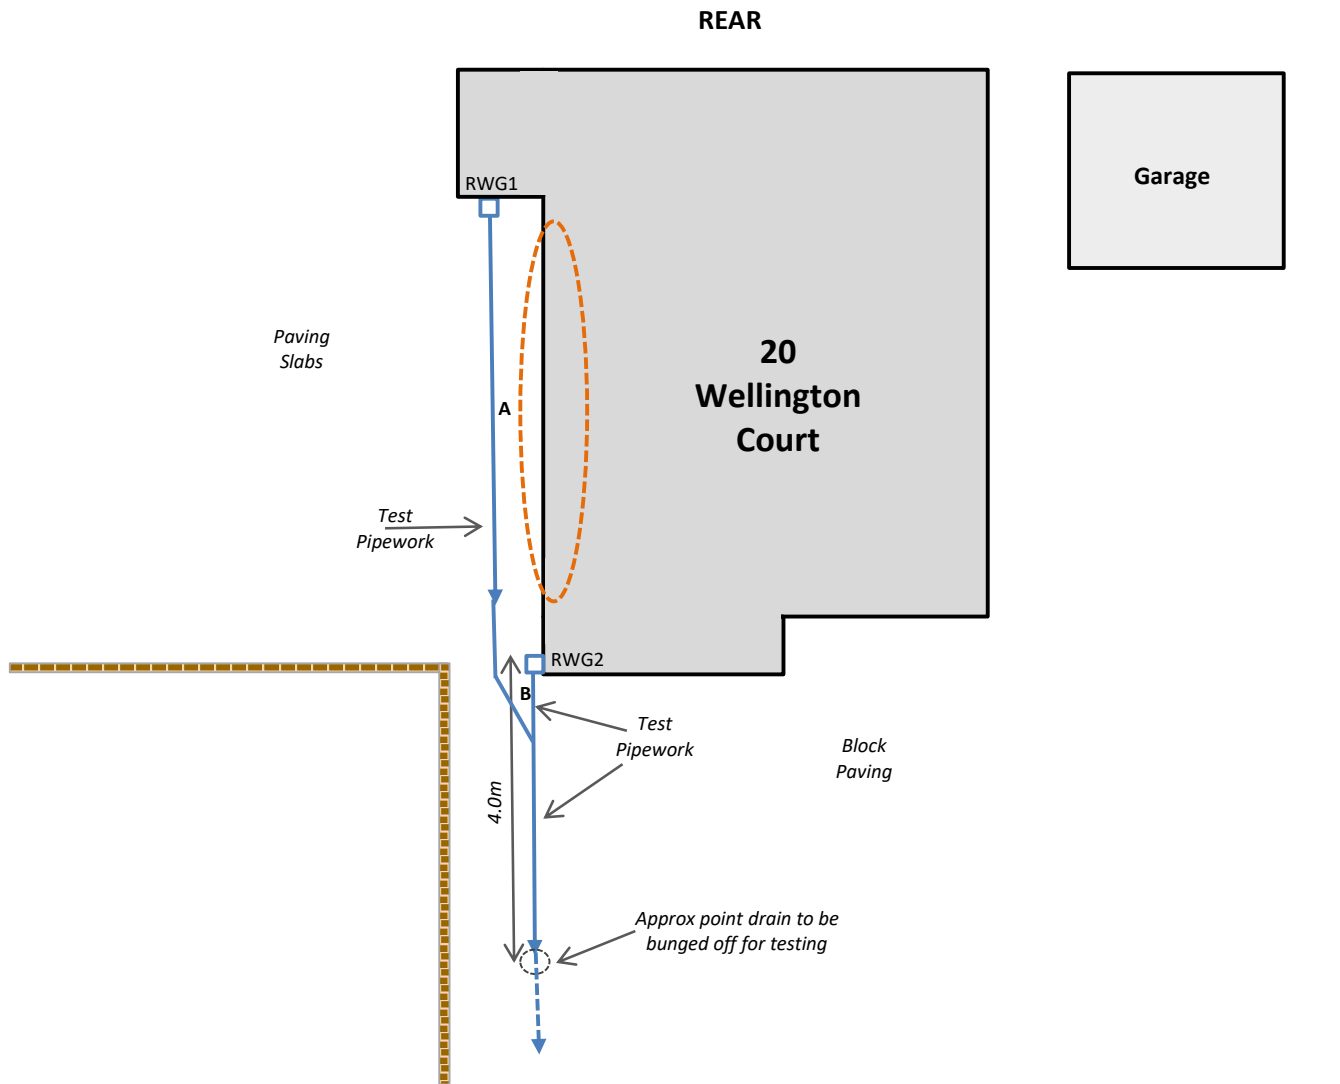 REAR
Garage
RWG1
Paving
Slabs
20
Wellington
Court
A
Test
Pipework
RWG2
B
Test
Pipework
Block
Paving
4.0m
Approx point drain to be
bunged off for testing